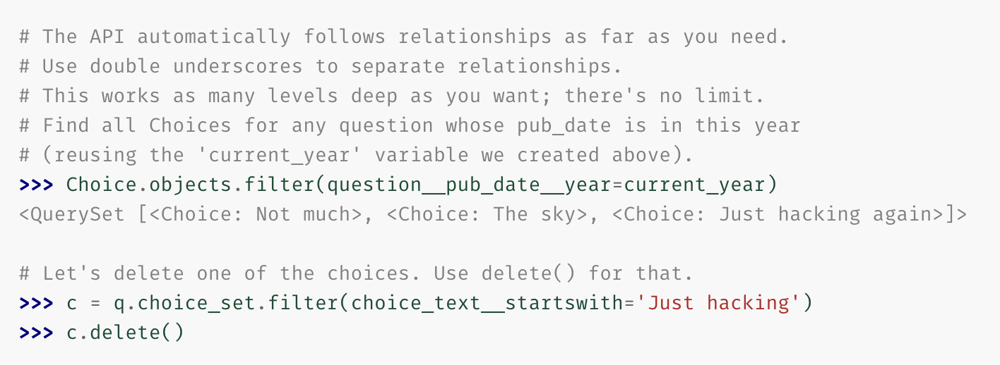 # The API automatically follows relationships as far as you need.
# Use double underscores to separate relationships.
# This works as many levels deep as you want; there's no limit.
# Find all Choices for any question whose pub_date is in this year
# (reusing the 'current_year' variable we created above).
>>> Choice.objects.filter(question__pub_date__year=current_year)
<QuerySet [<Choice: Not much>, <Choice: The sky>, <Choice: Just hacking again>]>
# Let's delete one of the choices. Use delete() for that.
>>> c = q.choice_set.filter(choice_text__startswith='Just hacking')
>>> c.delete()